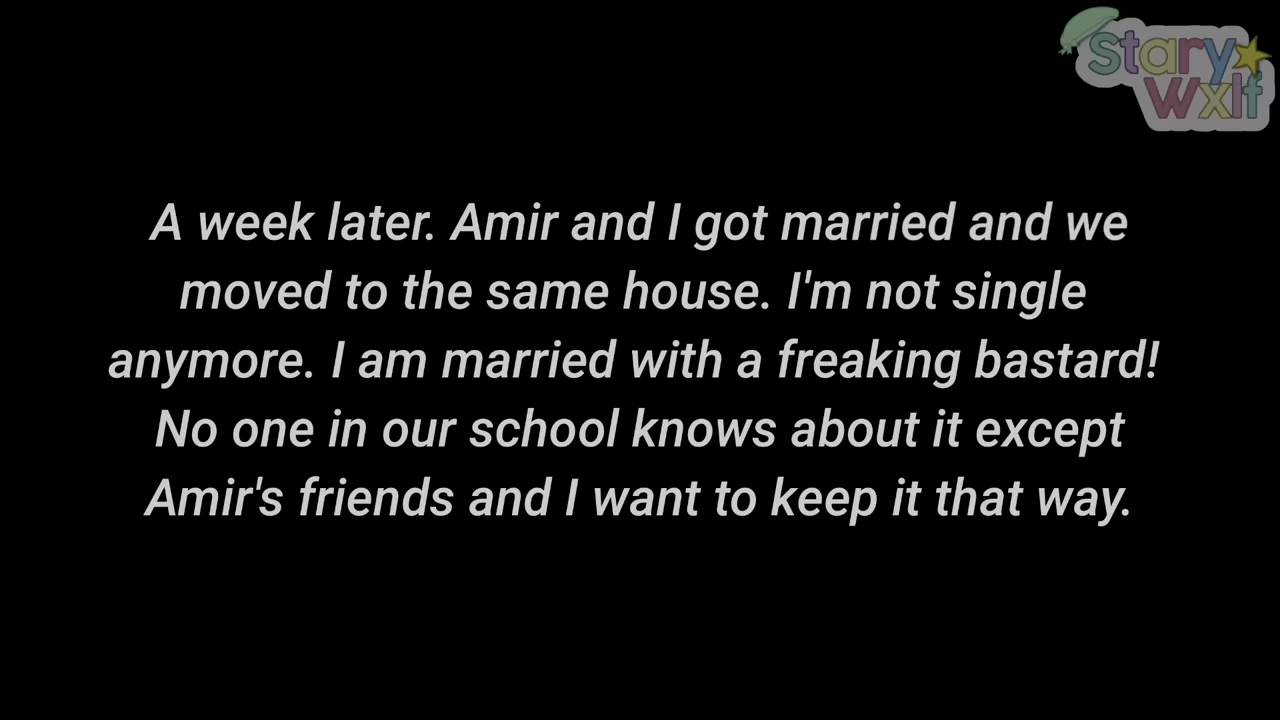 Stary
Wxlf
A week later. Amir and I got married and we
moved to the same house. I'm not single
anymore. I am married with a freaking bastard!
No one in our school knows about it except
Amir's friends and I want to keep it that way.